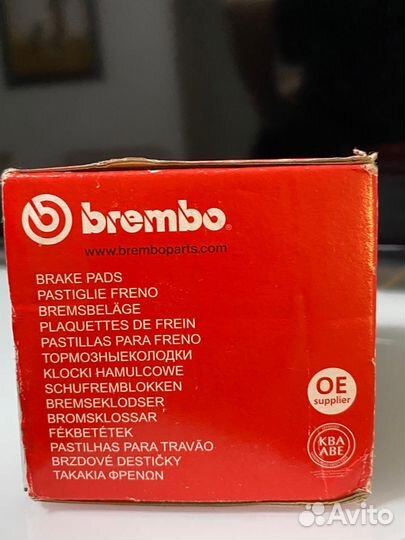 brembo®
www.bremboparts.com
BRAKE PADS
PASTIGLIE FRENO
BREMSBELÄGE
PLAQUETTES DE FREIN
PASTILLAS PARA FRENO
ТОРМОЗНЫЕКОЛОДКИ
KLOCKI HAMULCOWE
SCHUFREMBLOKKEN
BREMSEKLODSER
BROMSKLOSSAR
FÉKBETÉTEK
PASTILHAS PARA TRAVÃO
BRZDOVÉ DESTIČKY
ΤΑΚΑΚΙΑ ΦΡΕΝΩΝ
OE
supplier
KBA
ABE
Avito